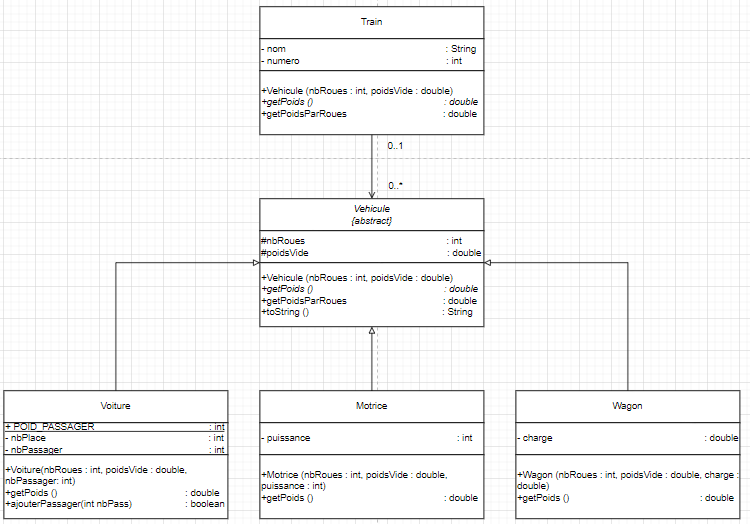 Train
- nom : String
- numero : int
+Vehicule (nbRoues : int, poidsVide : double)
+getPoids () : double
+getPoidsParRoues : double
0..1
0..*
Vehicule
{abstract}
#nbRoues : int
#poidsVide : double
+Vehicule (nbRoues : int, poidsVide : double)
+getPoids () : double
+getPoidsParRoues : double
+toString () : String
Voiture
+ POID_PASSAGER : int
- nbPlace : int
- nbPassager : int
+Voiture(nbRoues : int, poidsVide : double,
nbPassager: int)
+getPoids () : double
+ajouterPassager(int nbPass) : boolean
Motrice
- puissance : int
+Motrice (nbRoues : int, poidsVide : double,
puissance : int)
+getPoids () : double
Wagon
- charge : double
+Wagon (nbRoues : int, poidsVide : double, charge :
double)
+getPoids () : double